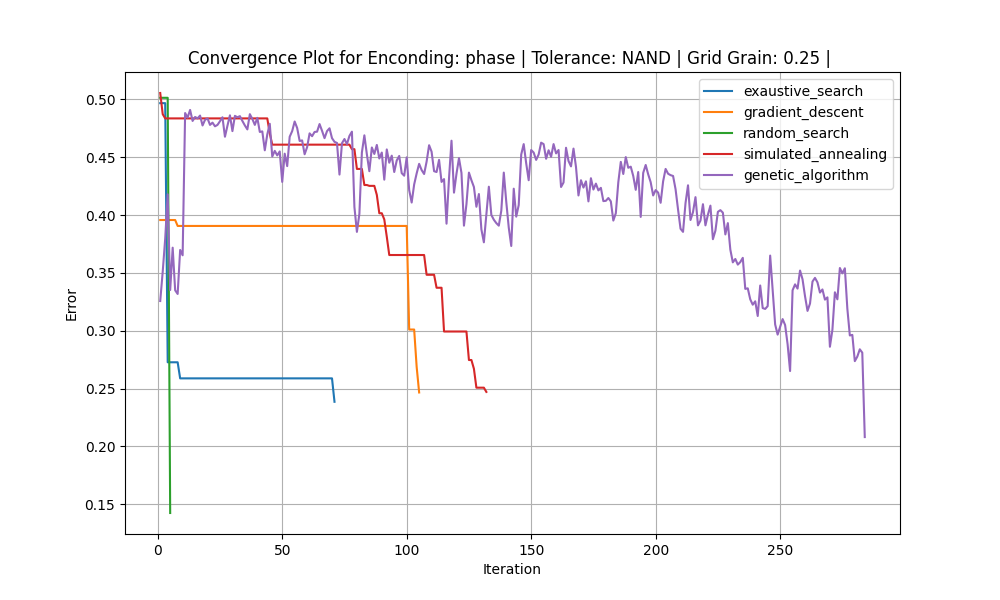 Convergence Plot for Enconding: phase | Tolerance: NAND | Grid Grain: 0.25 |
exaustive_search
gradient_descent
random_search
simulated_annealing
genetic_algorithm
Error
0.50
0.45
0.40
0.35
0.30
0.25
0.20
0.15
0 50 100 150 200 250
Iteration